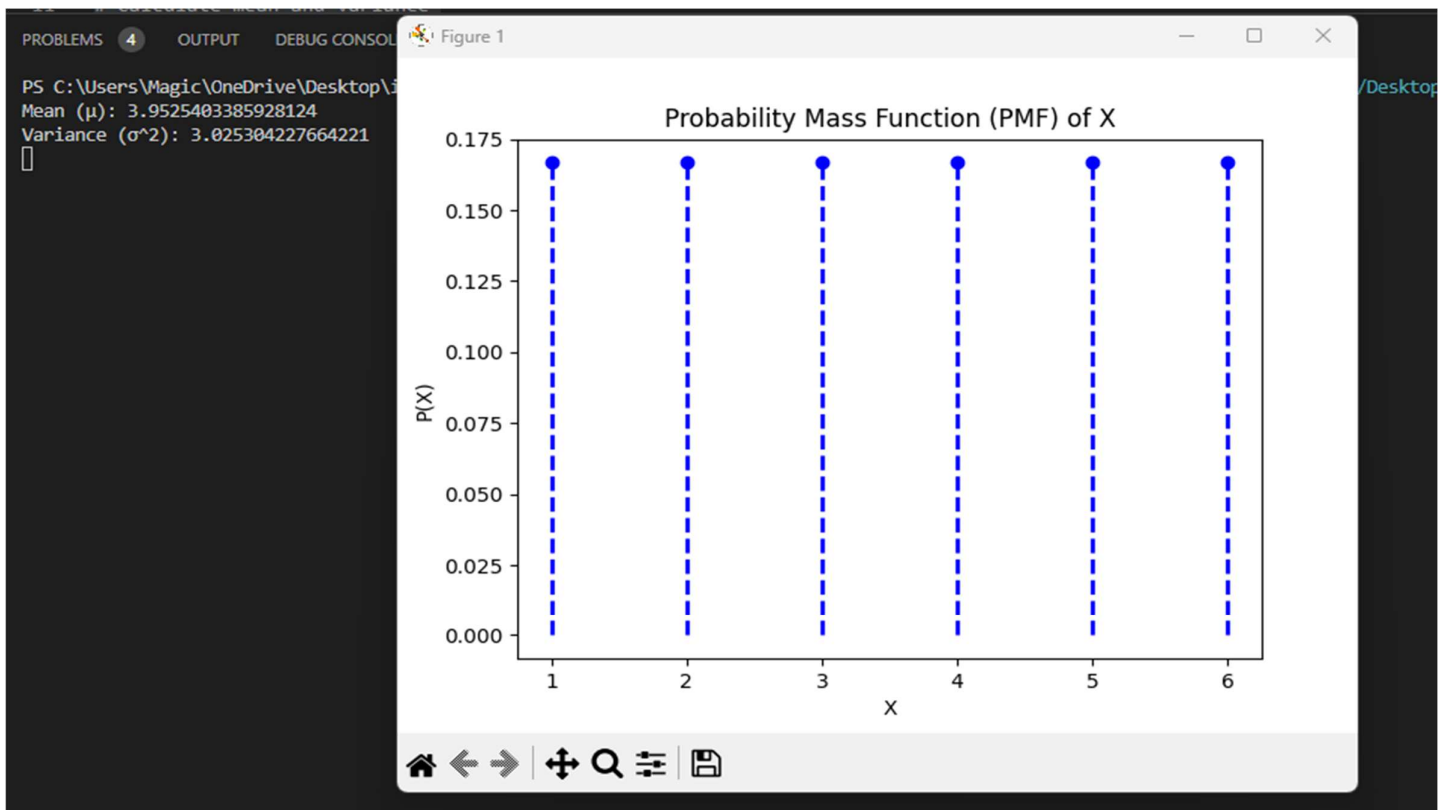 PROBLEMS 4 OUTPUT DEBUG CONSOL
PS C:\Users\Magic\OneDrive\Desktop\i
/Desktop
Mean (μ): 3.9525403385928124
Variance (σ^2): 3.025304227664221
Figure 1
Probability Mass Function (PMF) of X
0.175
0.150
0.125
0.100
0.075
0.050
0.025
0.000
P(X)
1 2 3 4 5 6
X